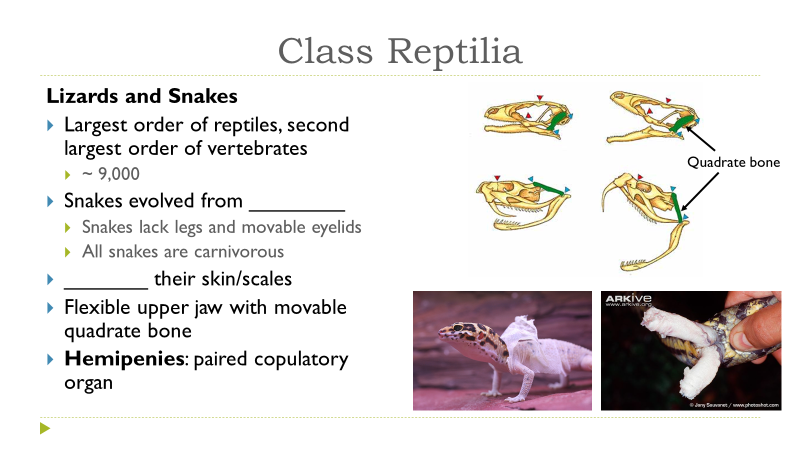 Class Reptilia
Lizards and Snakes
Largest order of reptiles, second
largest order of vertebrates
~ 9,000
Snakes evolved from _________
Snakes lack legs and movable eyelids
All snakes are carnivorous
________ their skin/scales
Flexible upper jaw with movable
quadrate bone
Hemipenies: paired copulatory
organ
Quadrate bone
ARKive
www.arkive.org
© Jany Sauvanet / www.photoshot.com